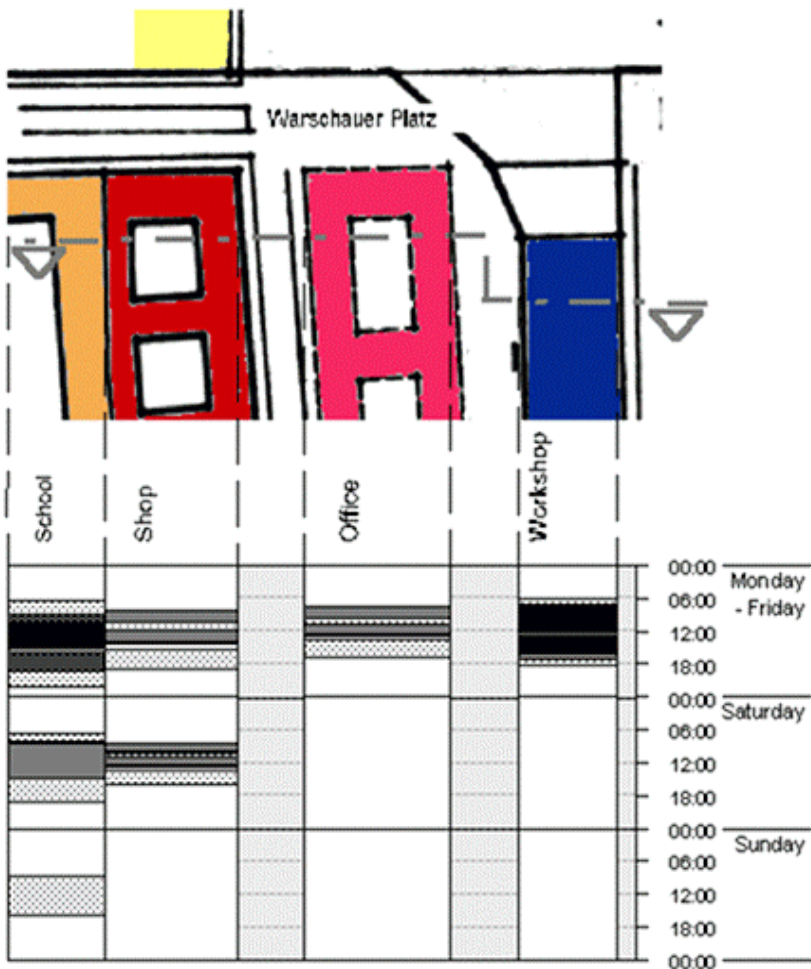 Warschauer Platz
School
Shop
Office
Workshop
00:00 Monday
06:00 - Friday
12:00
18:00
00:00 Saturday
06:00
12:00
18:00
00:00 Sunday
06:00
12:00
18:00
00:00